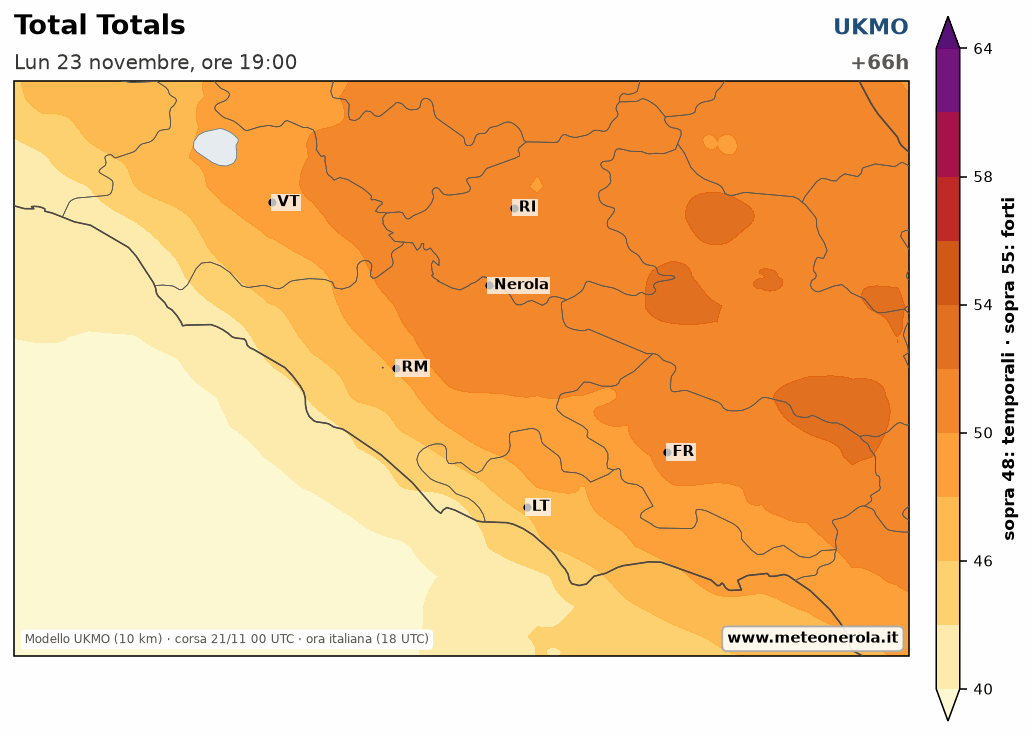 Total Totals
UKMO
Lun 23 novembre, ore 19:00
+66h
64
58
54
50
46
40
sopra 48: temporali · sopra 55: forti
VT
RI
Nerola
RM
FR
LT
Modello UKMO (10 km) · corsa 21/11 00 UTC · ora italiana (18 UTC)
www.meteonerola.it